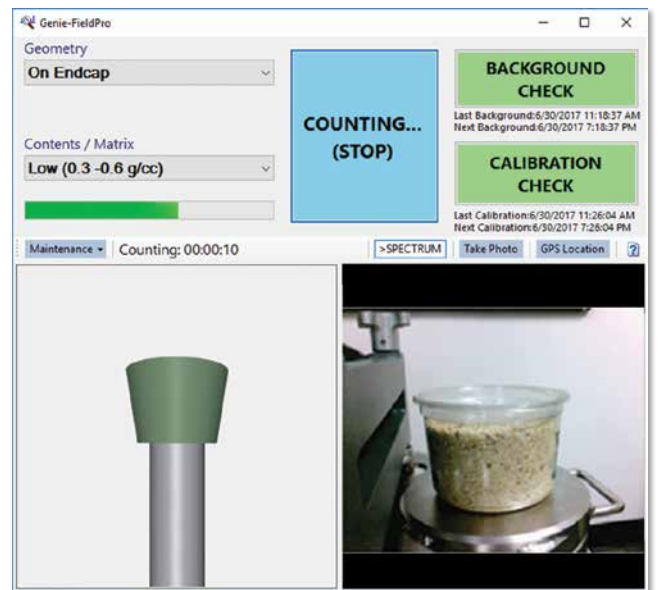 Genie-FieldPro
Geometry
On Endcap
Contents / Matrix
Low (0.3 -0.6 g/cc)
COUNTING...
(STOP)
BACKGROUND
CHECK
Last Background:6/30/2017 11:18:37 AM
Next Background:6/30/2017 7:18:37 PM
CALIBRATION
CHECK
Last Calibration:6/30/2017 11:26:04 AM
Next Calibration:6/30/2017 7:26:04 PM
Maintenance
Counting: 00:00:10
>SPECTRUM
Take Photo
GPS Location
?